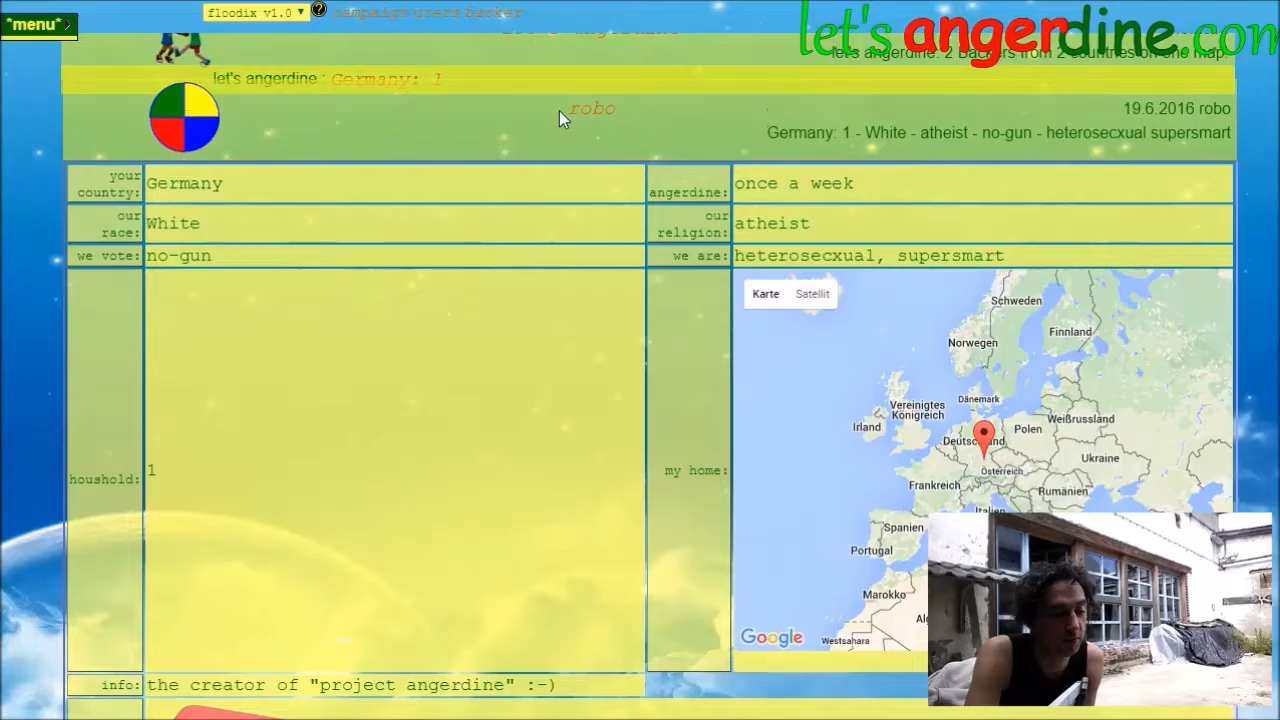 *menu*
floodix v1.0
?
campaign users backer
let's angerdine.com
let's angerdine: 2 backers from 2 countries on one map.
let's angerdine : Germany: 1
robo
19.6.2016 robo
Germany: 1 - White - atheist - no-gun - heterosecxual supersmart
your country: Germany
angerdine: once a week
our race: White
our religion: atheist
we vote: no-gun
we are: heterosecxual, supersmart
houshold: 1
my home:
Karte Satellit
Schweden
Finnland
Norwegen
Dänemark
Vereinigtes Königreich
Weißrussland
Irland
Polen
Ukraine
Österreich
Frankreich
Rumänien
Italien
Spanien
Portugal
Marokko
Westsahara
Google
info: the creator of "project angerdine" :-)